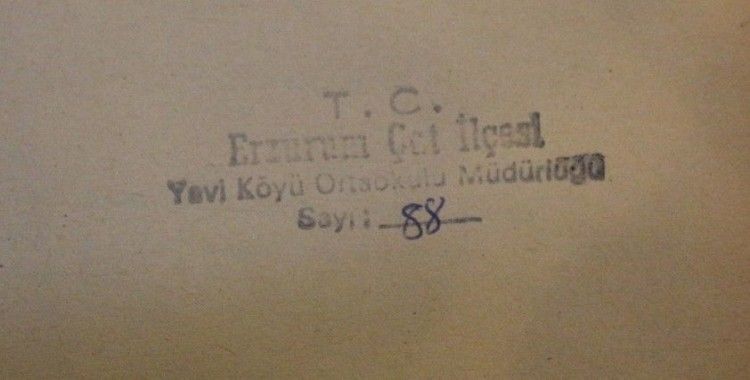 T. C.
Erzurum Çat İlçesi
Yavi Köyü Ortaokulu Müdürlüğü
Sayı: 88